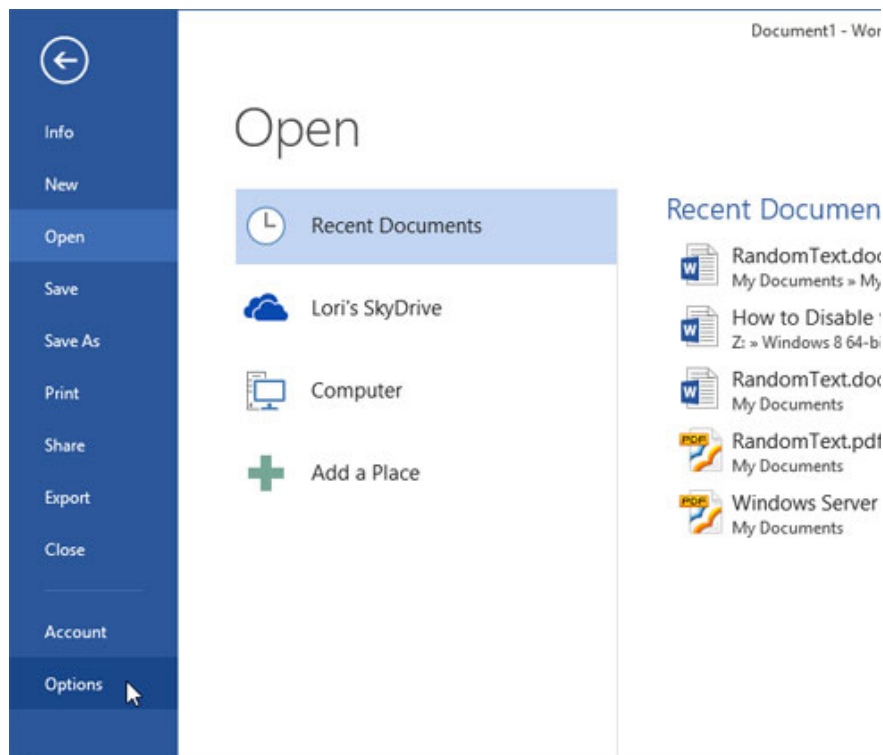 Document1 - Wor
Info
New
Open
Save
Save As
Print
Share
Export
Close
Account
Options
Open
Recent Documents
Lori's SkyDrive
Computer
Add a Place
Recent Documen
RandomText.doc
My Documents » My
How to Disable
Z: » Windows 8 64-bi
RandomText.doc
My Documents
RandomText.pdf
My Documents
Windows Server
My Documents